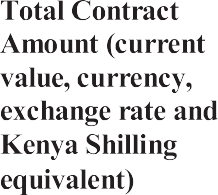 Total Contract
Amount (current
value, currency,
exchange rate and
Kenya Shilling
equivalent)